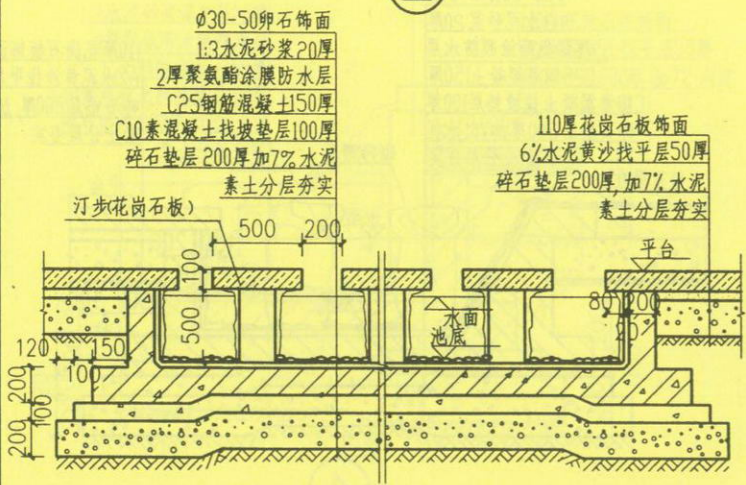 ø30-50卵石饰面
1:3水泥砂浆20厚
2厚聚氨酯涂膜防水层
C25钢筋混凝土150厚
C10素混凝土找坡垫层100厚
碎石垫层200厚加7%水泥
素土分层夯实
汀步(花岗石板)
110厚花岗石板饰面
6%水泥黄沙找平层50厚
碎石垫层200厚,加7%水泥
素土分层夯实
500
200
平台
100
500
水面
池底
80
200
20
120
150
100
200
100
200